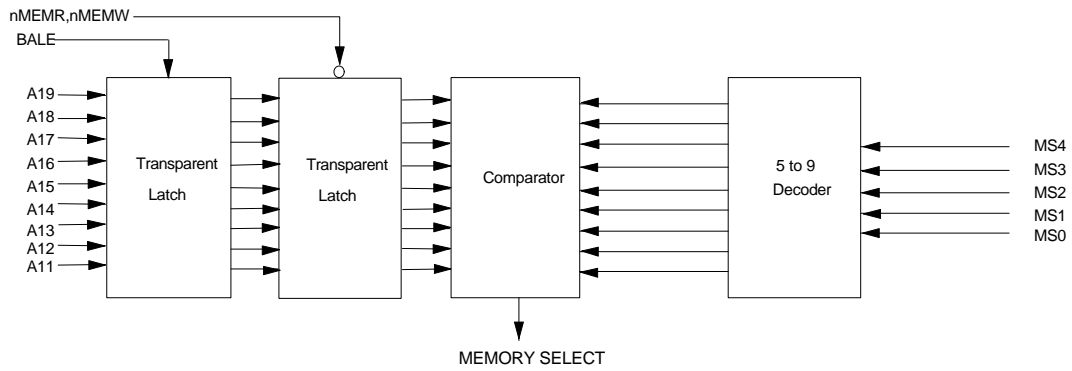 nMEMR,nMEMW
BALE
A19
A18
A17
A16
A15
A14
A13
A12
A11
Transparent
Latch
Transparent
Latch
Comparator
5 to 9
Decoder
MS4
MS3
MS2
MS1
MS0
MEMORY SELECT